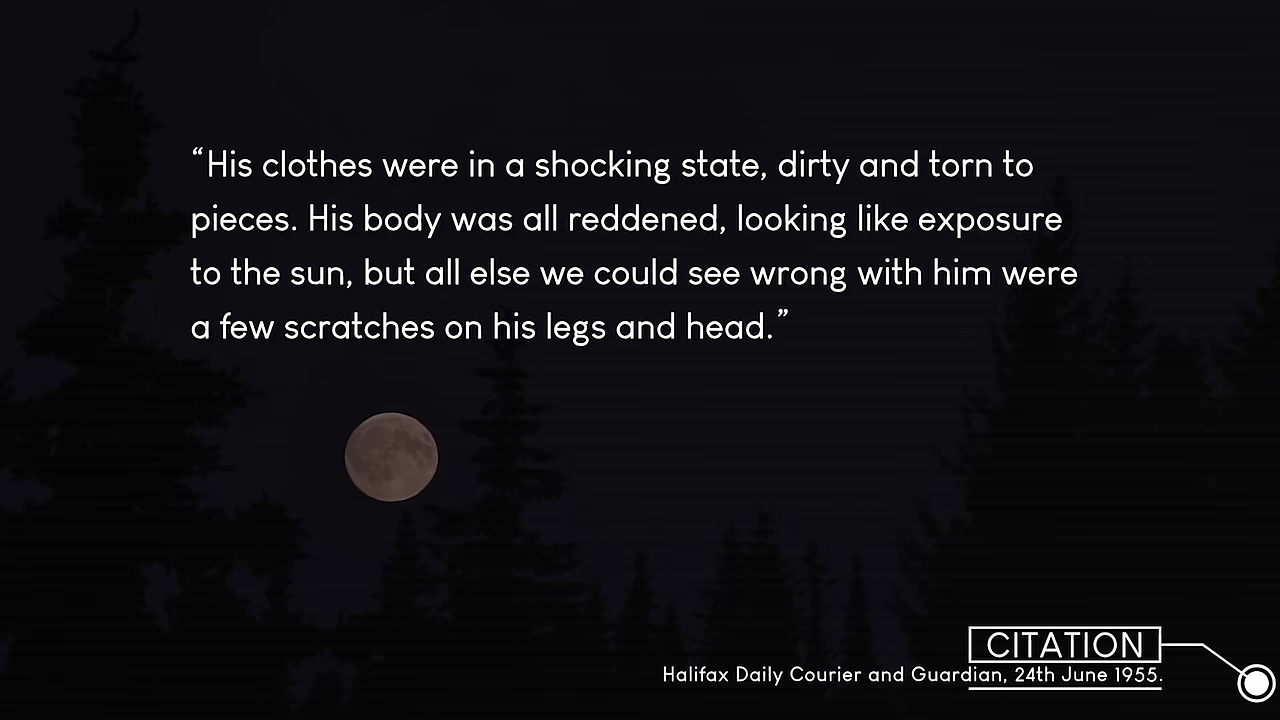 “His clothes were in a shocking state, dirty and torn to
pieces. His body was all reddened, looking like exposure
to the sun, but all else we could see wrong with him were
a few scratches on his legs and head.”
CITATION
Halifax Daily Courier and Guardian, 24th June 1955.